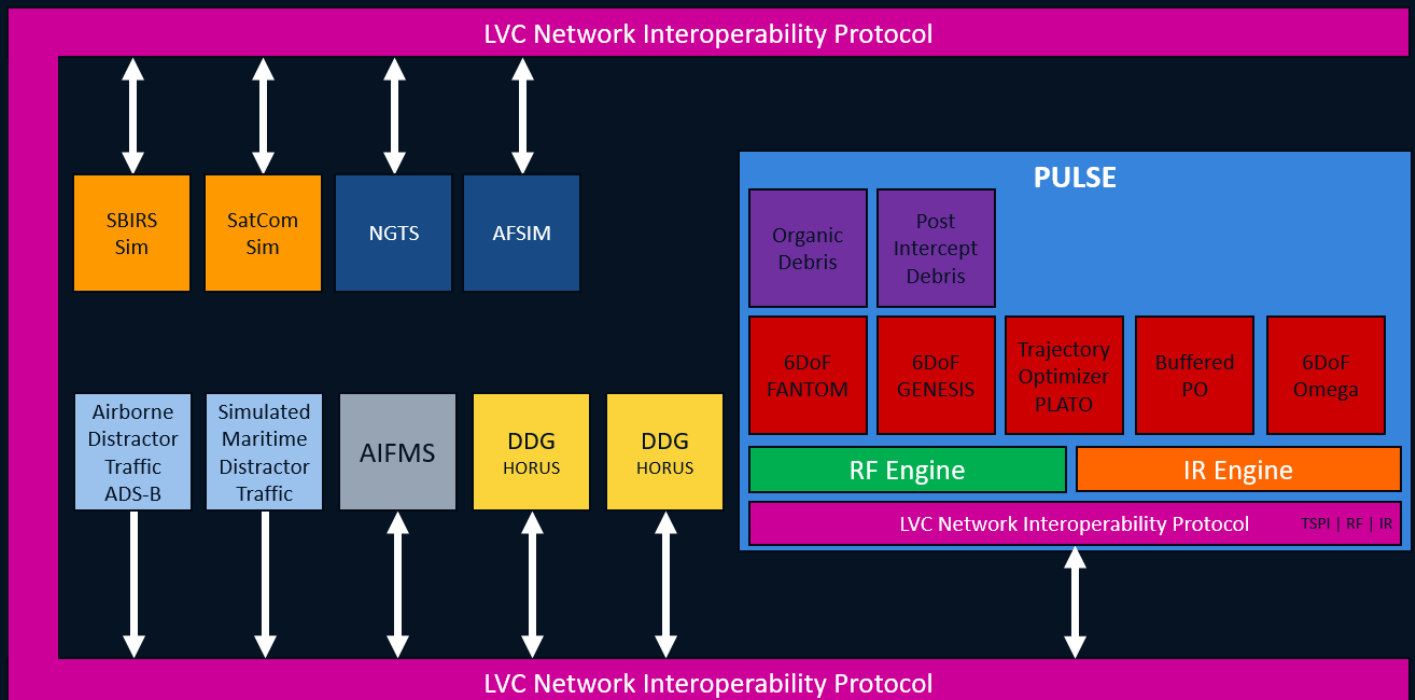 LVC Network Interoperability Protocol
SBIRS
Sim
SatCom
Sim
NGTS
AFSIM
PULSE
Organic
Debris
Post
Intercept
Debris
6DoF
FANTOM
6DoF
GENESIS
Trajectory
Optimizer
PLATO
Buffered
PO
6DoF
Omega
Airborne
Distractor
Traffic
ADS-B
Simulated
Maritime
Distractor
Traffic
AIFMS
DDG
HORUS
DDG
HORUS
RF Engine
IR Engine
LVC Network Interoperability Protocol
TSPI | RF | IR
LVC Network Interoperability Protocol